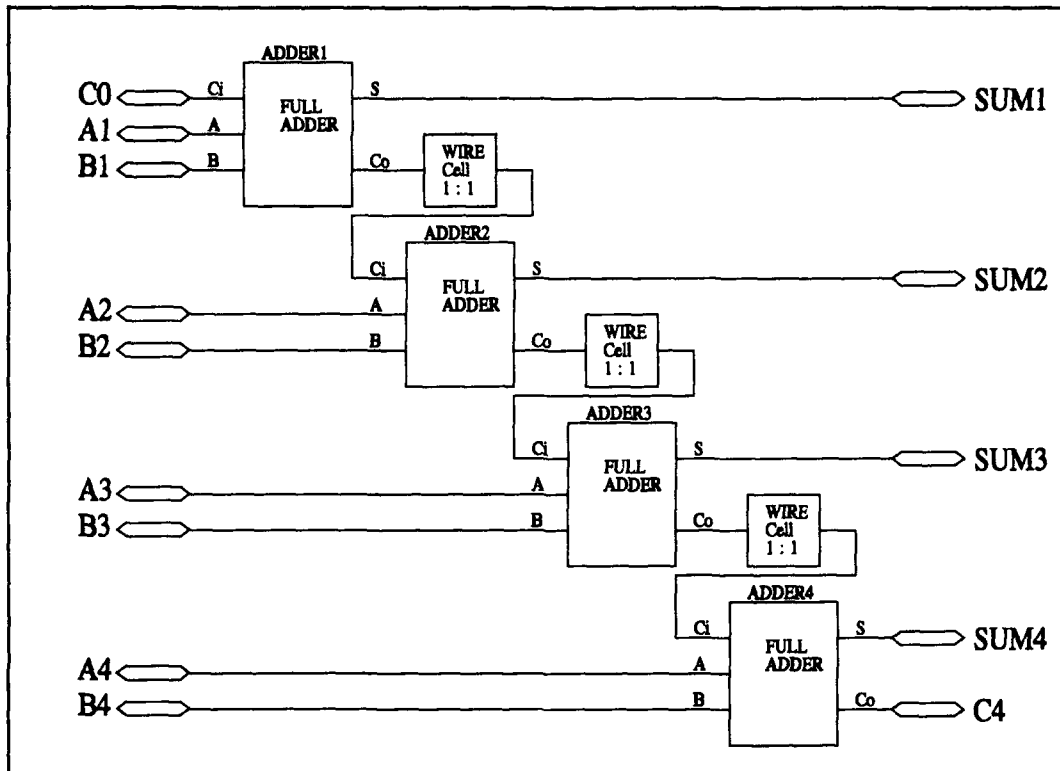 ADDER1
C0 Ci FULL ADDER S SUM1
A1 A
B1 B Co WIRE Cell 1 : 1
ADDER2
Ci FULL ADDER S SUM2
A2 A
B2 B Co WIRE Cell 1 : 1
ADDER3
Ci FULL ADDER S SUM3
A3 A
B3 B Co WIRE Cell 1 : 1
ADDER4
Ci FULL ADDER S SUM4
A4 A
B4 B Co C4